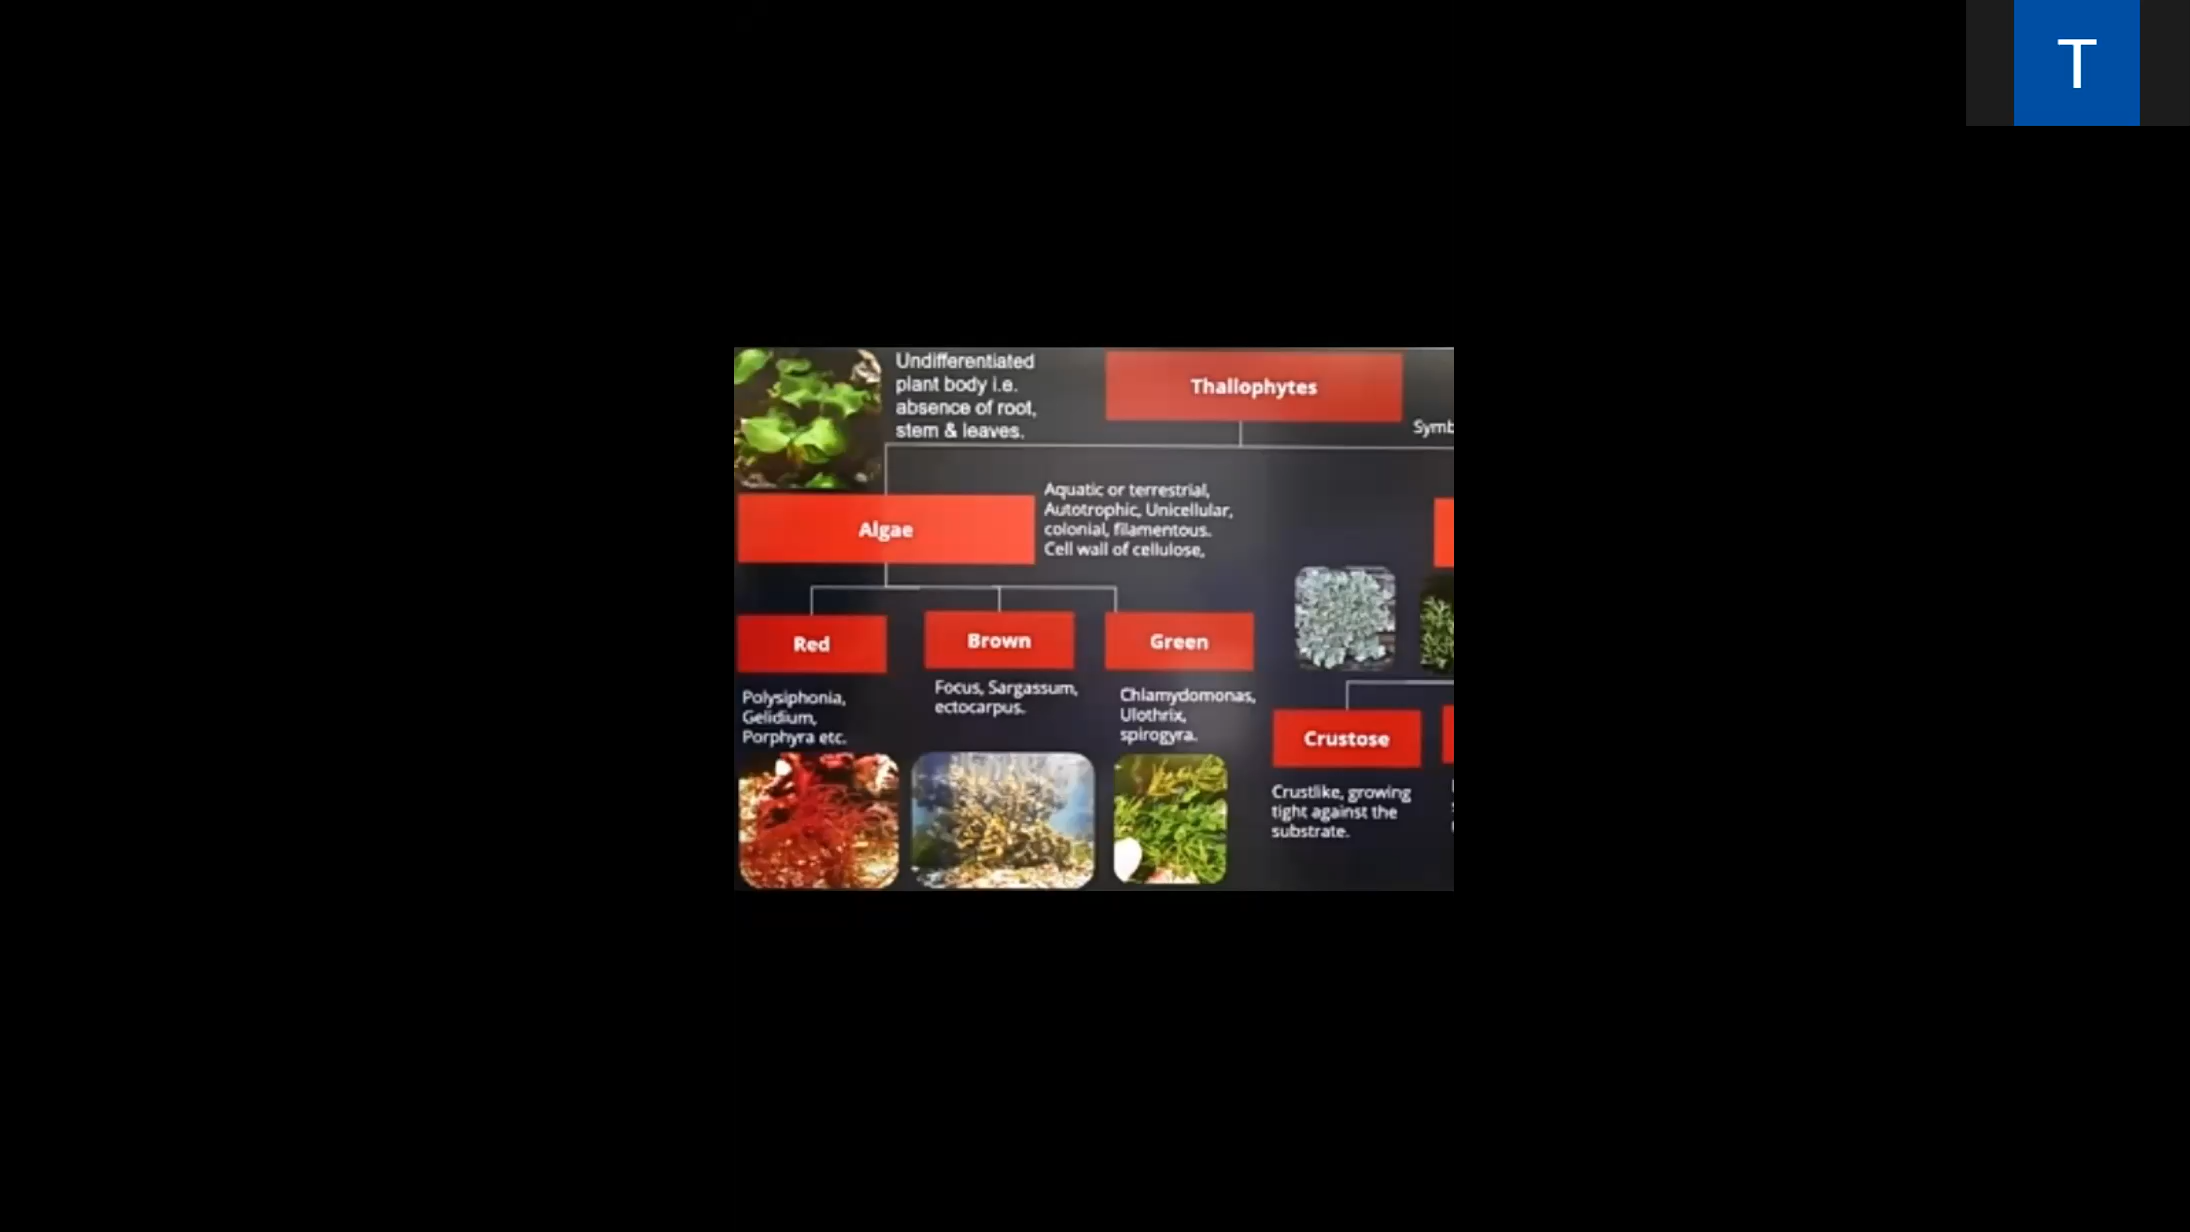 T
Undifferentiated
plant body i.e.
absence of root,
stem & leaves.
Thallophytes
Symb
Algae
Aquatic or terrestrial,
Autotrophic, Unicellular,
colonial, filamentous.
Cell wall of cellulose,
Red
Brown
Green
Polysiphonia,
Gelidium,
Porphyra etc.
Focus, Sargassum,
ectocarpus.
Chlamydomonas,
Ulothrix,
spirogyra.
Crustose
Crustlike, growing
tight against the
substrate.